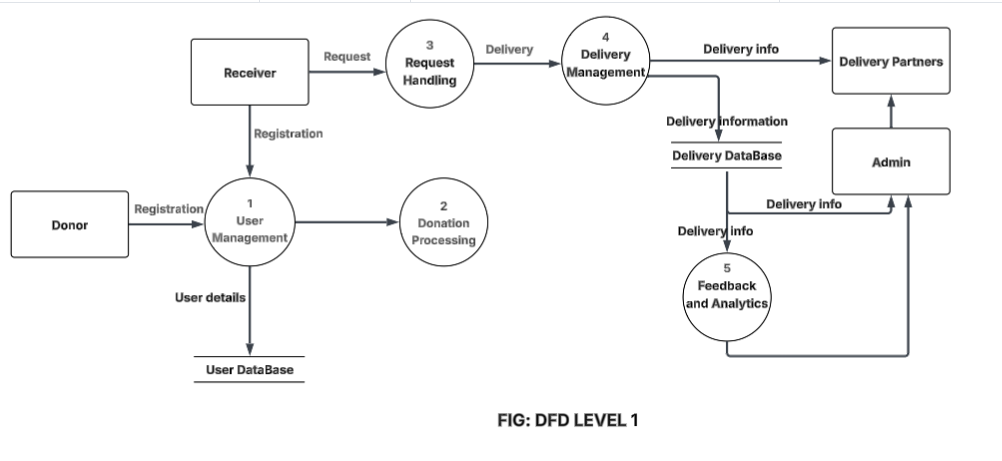 Receiver
Request
3
Request
Handling
Delivery
4
Delivery
Management
Delivery info
Delivery Partners
Registration
Delivery information
Delivery DataBase
Admin
Donor
Registration
1
User
Management
2
Donation
Processing
Delivery info
Delivery info
5
Feedback
and Analytics
User details
User DataBase
FIG: DFD LEVEL 1